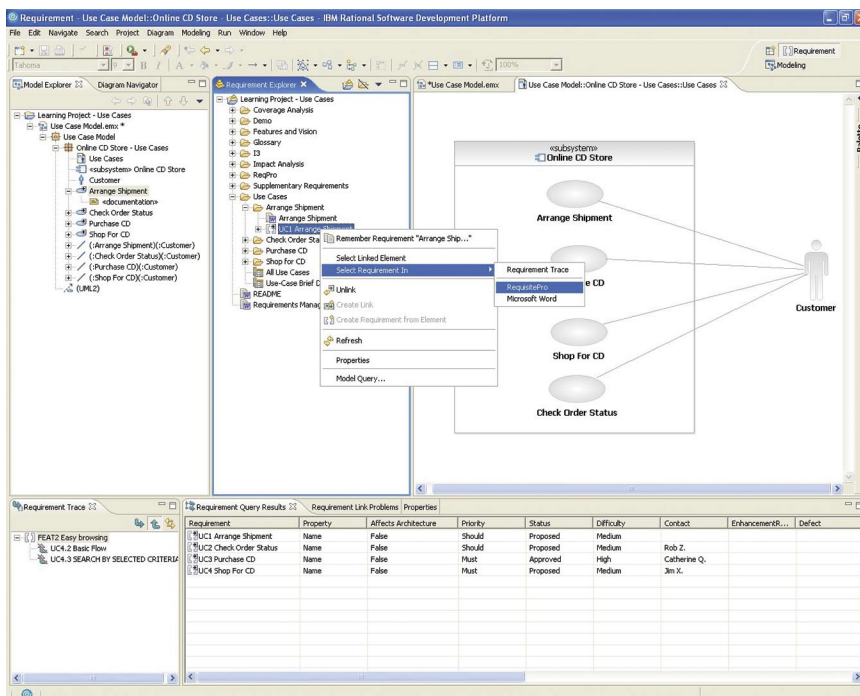 Requirement - Use Case Model::Online CD Store - Use Cases::Use Cases - IBM Rational Software Development Platform
File Edit Navigate Search Project Diagram Modeling Run Window Help
Requirement
Tahoma 9 B I A 100%
Modeling
Model Explorer Diagram Navigator
Learning Project - Use Cases
Use Case Model.emx *
Use Case Model
Online CD Store - Use Cases
Use Cases
«subsystem» Online CD Store
Customer
Arrange Shipment
«documentation»
Check Order Status
Purchase CD
Shop For CD
(:Arrange Shipment)(:Customer)
(:Check Order Status)(:Customer)
(:Purchase CD)(:Customer)
(:Shop For CD)(:Customer)
(UML2)
Requirement Explorer
Learning Project - Use Cases
Coverage Analysis
Demo
Features and Vision
Glossary
I3
Impact Analysis
ReqPro
Supplementary Requirements
Use Cases
Arrange Shipment
Arrange Shipment
UC1 Arrange Shipment
Check Order Sta
Purchase CD
Shop for CD
All Use Cases
Use-Case Brief D
README
Requirements Manag
Remember Requirement "Arrange Ship..."
Select Linked Element
Select Requirement In
Unlink
Create Link
Create Requirement from Element
Refresh
Properties
Model Query...
Requirement Trace
RequisitePro
Microsoft Word
*Use Case Model.emx Use Case Model::Online CD Store - Use Cases::Use Cases
«subsystem»
Online CD Store
Arrange Shipment
e CD
Shop For CD
Check Order Status
Customer
Requirement Trace
FEAT2 Easy browsing
UC4.2 Basic Flow
UC4.3 SEARCH BY SELECTED CRITERIA
Requirement Query Results Requirement Link Problems Properties
Requirement Property Affects Architecture Priority Status Difficulty Contact EnhancementR... Defect
UC1 Arrange Shipment Name False Should Proposed Medium
UC2 Check Order Status Name False Should Proposed Medium Rob Z.
UC3 Purchase CD Name False Must Approved High Catherine Q.
UC4 Shop For CD Name False Must Proposed Medium Jim X.